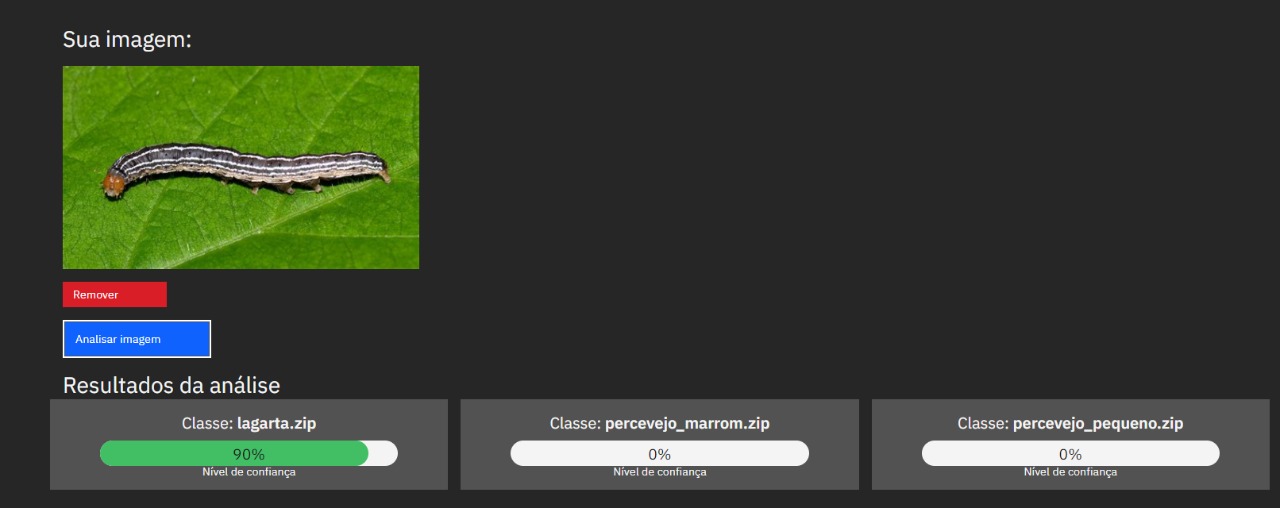 Sua imagem:
Remover
Analisar imagem
Resultados da análise
Classe: lagarta.zip
90%
Nível de confiança
Classe: percevejo_marrom.zip
0%
Nível de confiança
Classe: percevejo_pequeno.zip
0%
Nível de confiança